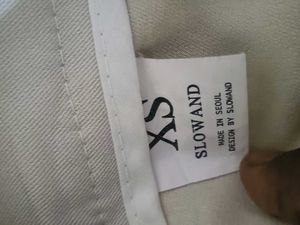 XS
SLOWAND
MADE IN SEOUL
DESIGN BY SLOWAND